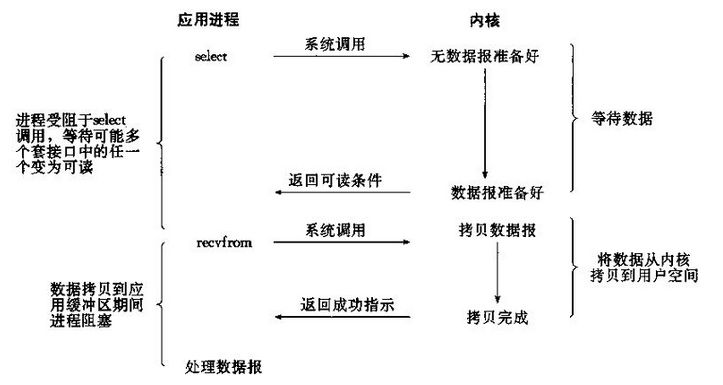 应用进程
内核
select
系统调用
无数据报准备好
进程受阻于select
调用，等待可能多
个套接口中的任一
个变为可读
等待数据
返回可读条件
数据报准备好
recvfrom
系统调用
拷贝数据报
将数据从内核
拷贝到用户空间
数据拷贝到应
用缓冲区期间
进程阻塞
返回成功指示
拷贝完成
处理数据报